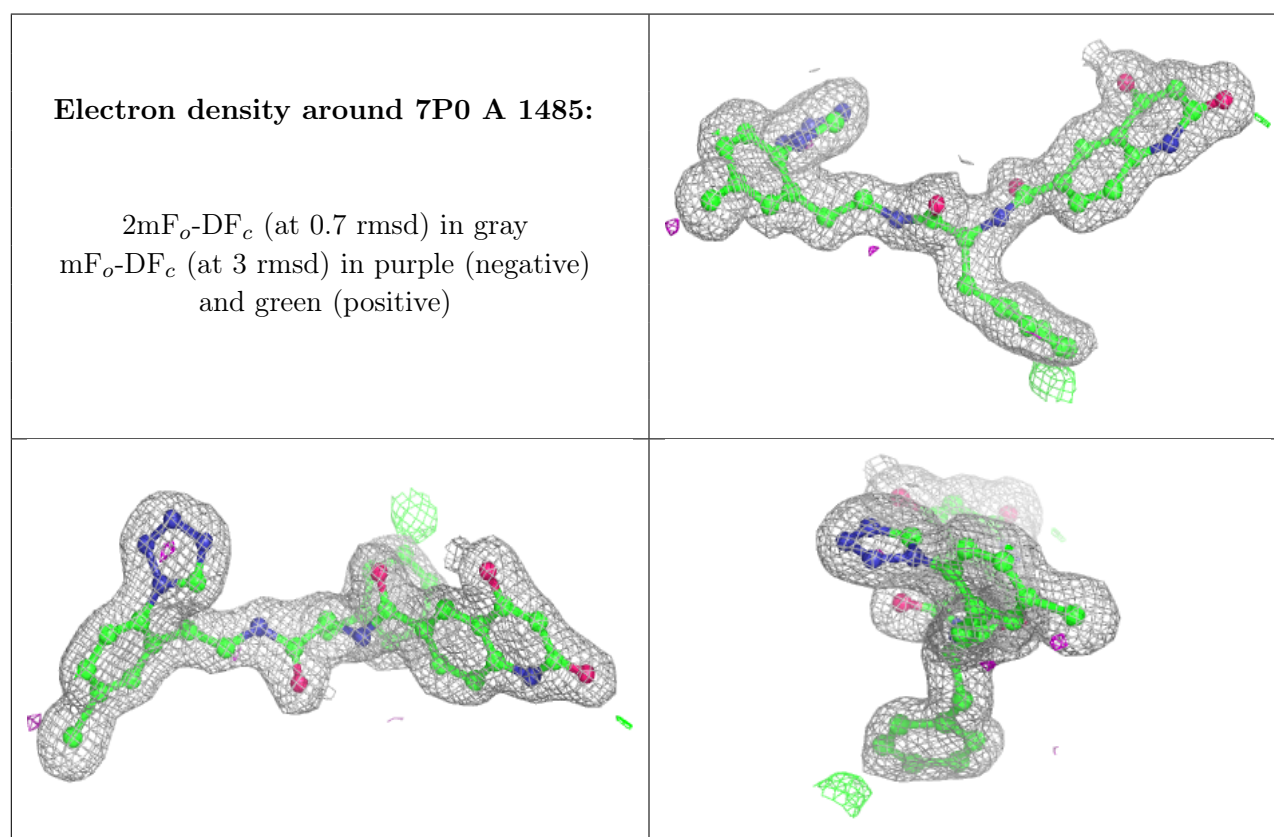 Electron density around 7P0 A 1485:
2mFo-DFc (at 0.7 rmsd) in gray
mFo-DFc (at 3 rmsd) in purple (negative)
and green (positive)